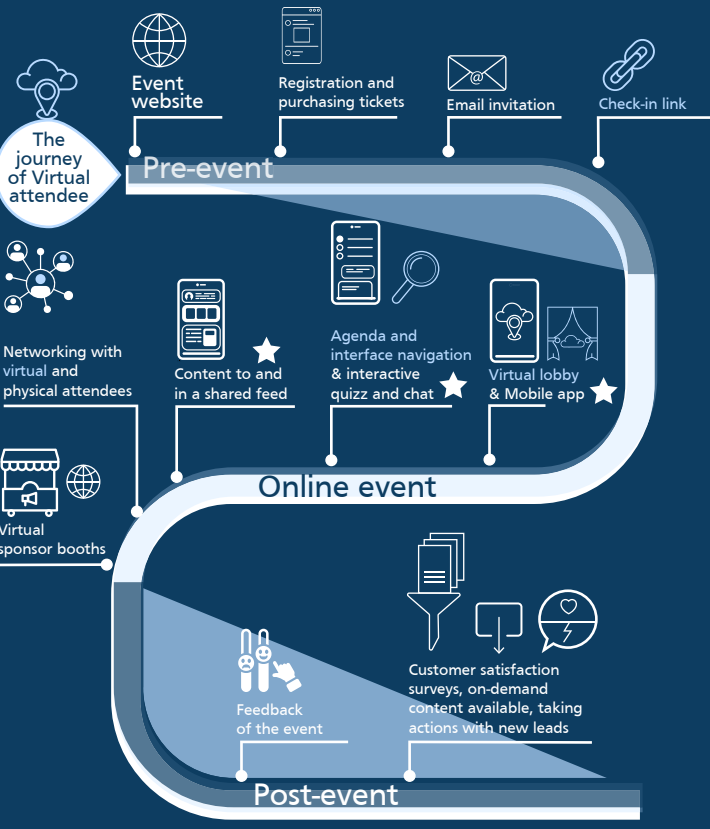 The
journey
of Virtual
attendee
Event
website
Registration and
purchasing tickets
Email invitation
@
Check-in link
Pre-event
Virtual lobby
& Mobile app
Agenda and
interface navigation
& interactive
quizz and chat
Content to and
in a shared feed
Networking with
virtual and
physical attendees
Online event
Virtual
sponsor booths
Feedback
of the event
Customer satisfaction
surveys, on-demand
content available, taking
actions with new leads
Post-event